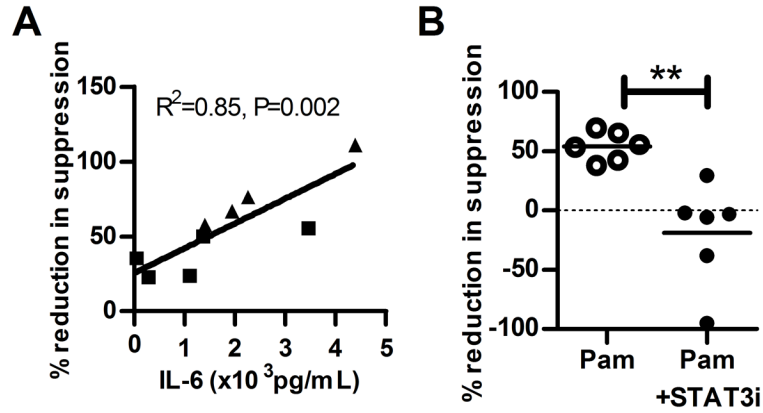 A
% reduction in suppression
150
100
50
0
R²=0.85, P=0.002
0 1 2 3 4 5
IL-6 (x10 ³pg/mL)
B
% reduction in suppression
100
50
0
-50
-100
**
Pam Pam
+STAT3i